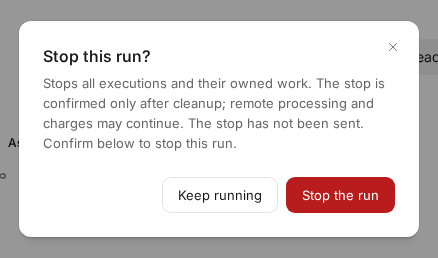 Stop this run?
Stops all executions and their owned work. The stop is
confirmed only after cleanup; remote processing and
charges may continue. The stop has not been sent.
Confirm below to stop this run.
Keep running
Stop the run